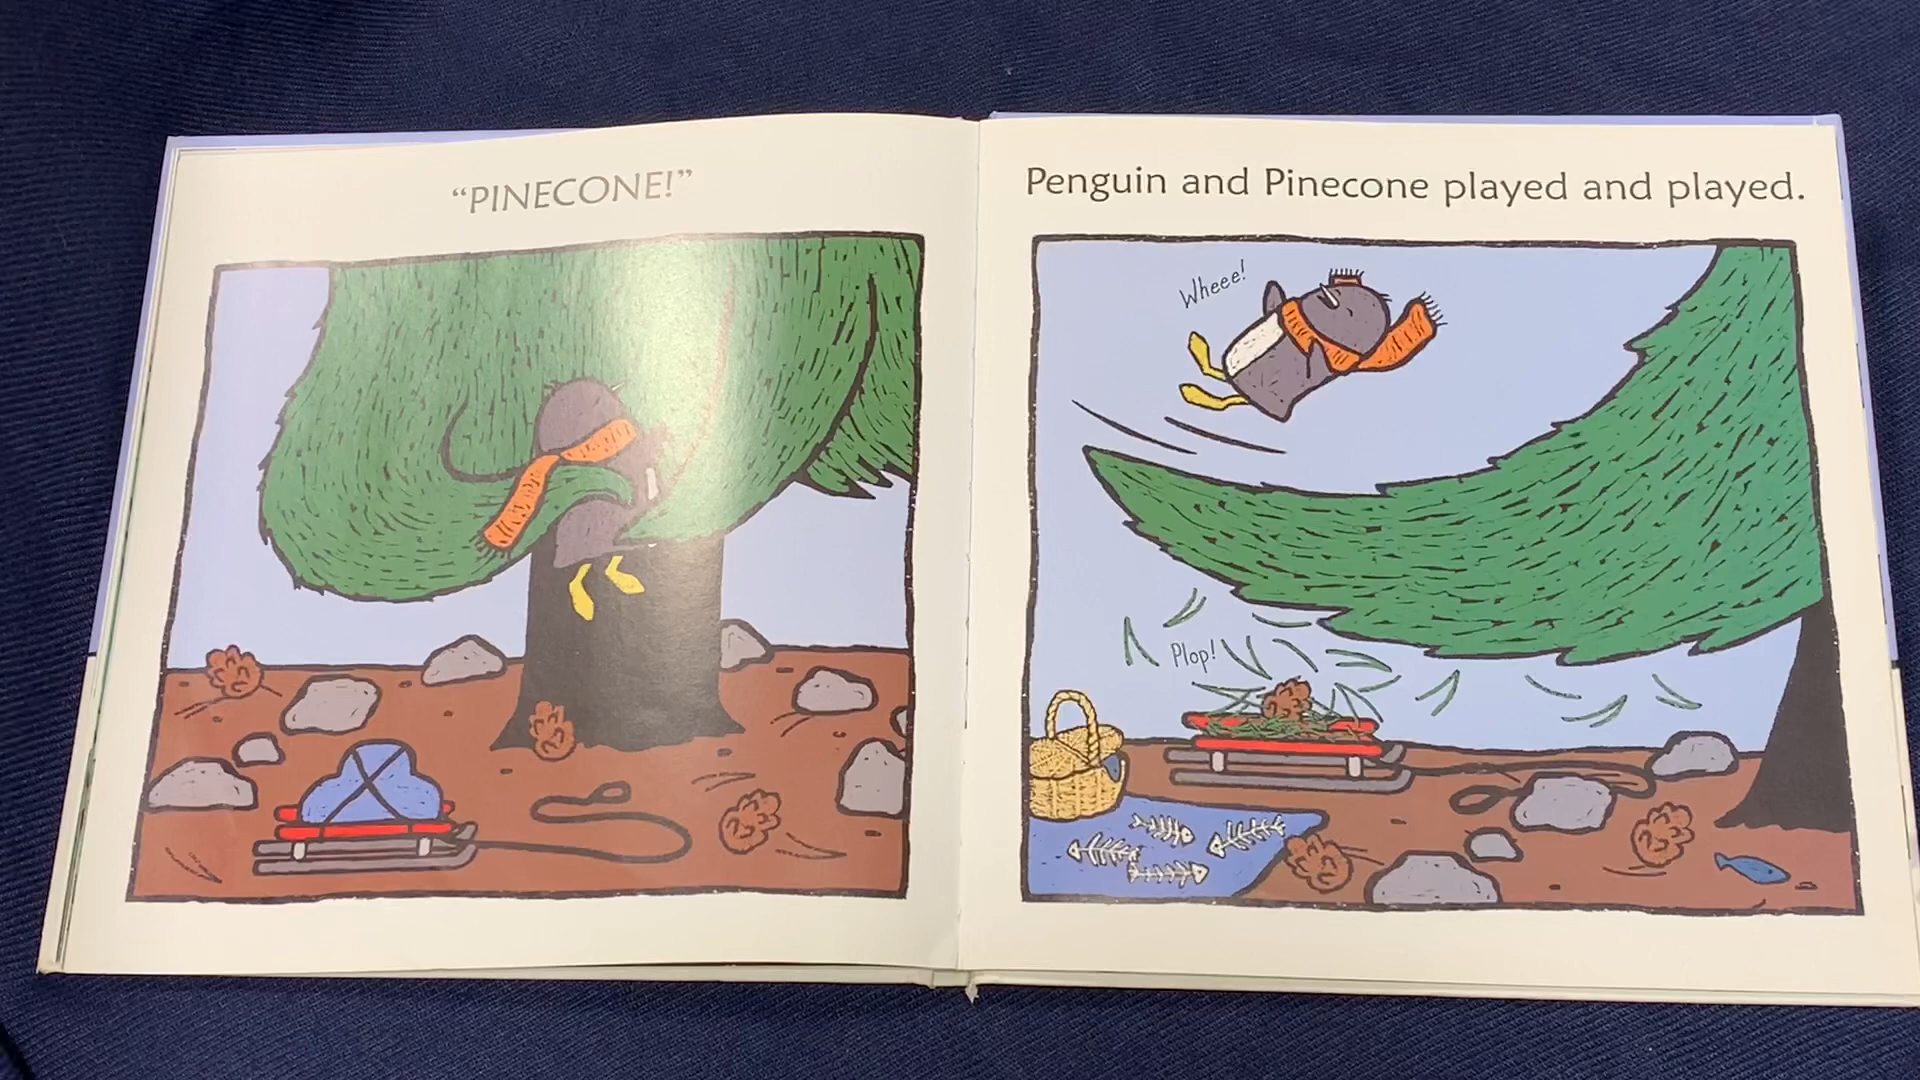 “PINECONE!”
Penguin and Pinecone played and played.
Wheee!
Plop!